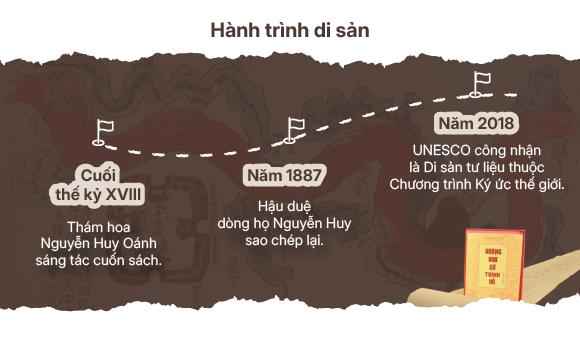 Hành trình di sản
Cuối
thế kỷ XVIII
Thám hoa
Nguyễn Huy Oánh
sáng tác cuốn sách.
Năm 1887
Hậu duệ
dòng họ Nguyễn Huy
sao chép lại.
Năm 2018
UNESCO công nhận
là Di sản tư liệu thuộc
Chương trình Ký ức thế giới.
HOÀNG
HOA
SỨ
TRÌNH
ĐỒ